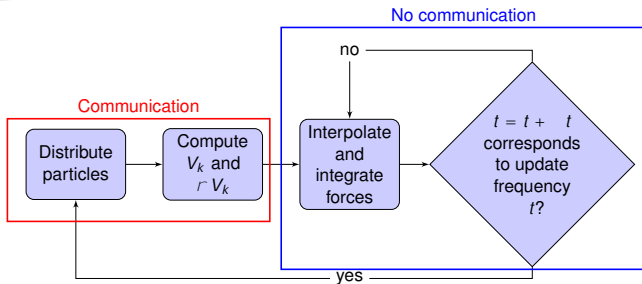 No communication
no
Communication
Distribute
particles
Compute
V_k and
r V_k
Interpolate
and
integrate
forces
t = t + t
corresponds
to update
frequency
t?
yes